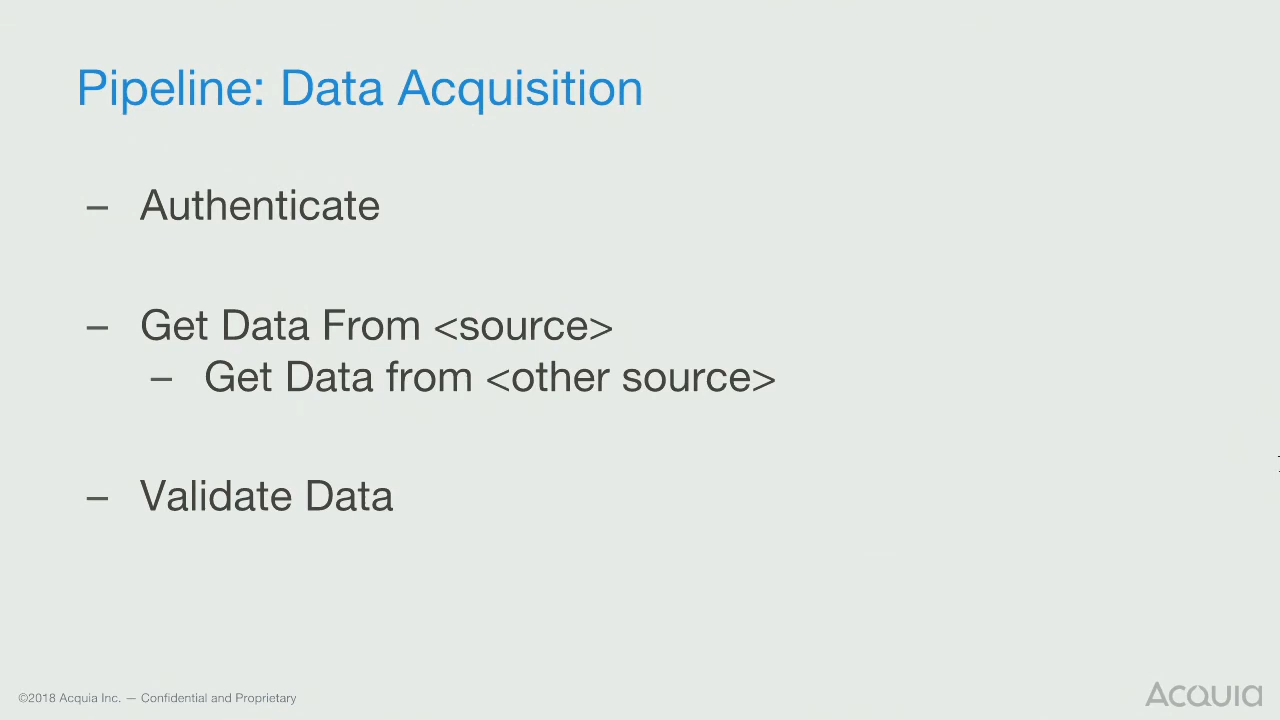 Pipeline: Data Acquisition
– Authenticate
– Get Data From <source>
– Get Data from <other source>
– Validate Data
©2018 Acquia Inc. — Confidential and Proprietary
Acquia